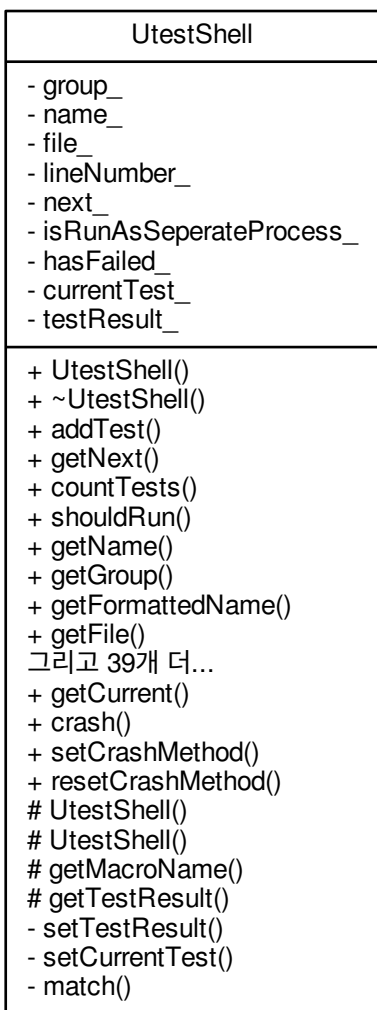 UtestShell
- group_
- name_
- file_
- lineNumber_
- next_
- isRunAsSeperateProcess_
- hasFailed_
- currentTest_
- testResult_
+ UtestShell()
+ ~UtestShell()
+ addTest()
+ getNext()
+ countTests()
+ shouldRun()
+ getName()
+ getGroup()
+ getFormattedName()
+ getFile()
그리고 39개 더...
+ getCurrent()
+ crash()
+ setCrashMethod()
+ resetCrashMethod()
# UtestShell()
# UtestShell()
# getMacroName()
# getTestResult()
- setTestResult()
- setCurrentTest()
- match()